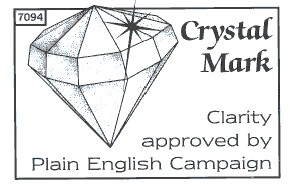 7094
Crystal
Mark
Clarity
approved by
Plain English Campaign